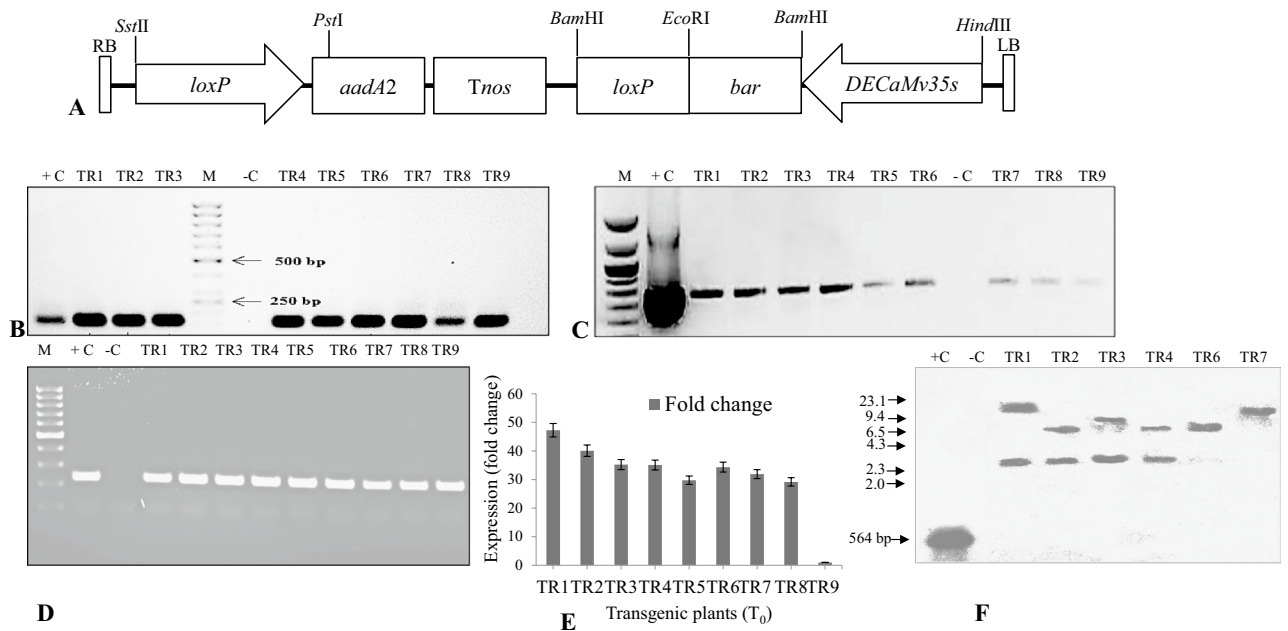 SstII PstI BamHI EcoRI BamHI HindIII
RB LB
loxP aadA2 Tnos loxP bar DECaMv35s
A
+ C TR1 TR2 TR3 M -C TR4 TR5 TR6 TR7 TR8 TR9
500 bp
250 bp
B
M + C TR1 TR2 TR3 TR4 TR5 TR6 - C TR7 TR8 TR9
C
M + C -C TR1 TR2 TR3 TR4 TR5 TR6 TR7 TR8 TR9
D
Fold change
Expression (fold change)
60
50
40
30
20
10
0
TR1 TR2 TR3 TR4 TR5 TR6 TR7 TR8 TR9
Transgenic plants (T0)
E
+C -C TR1 TR2 TR3 TR4 TR6 TR7
23.1
9.4
6.5
4.3
2.3
2.0
564 bp
F